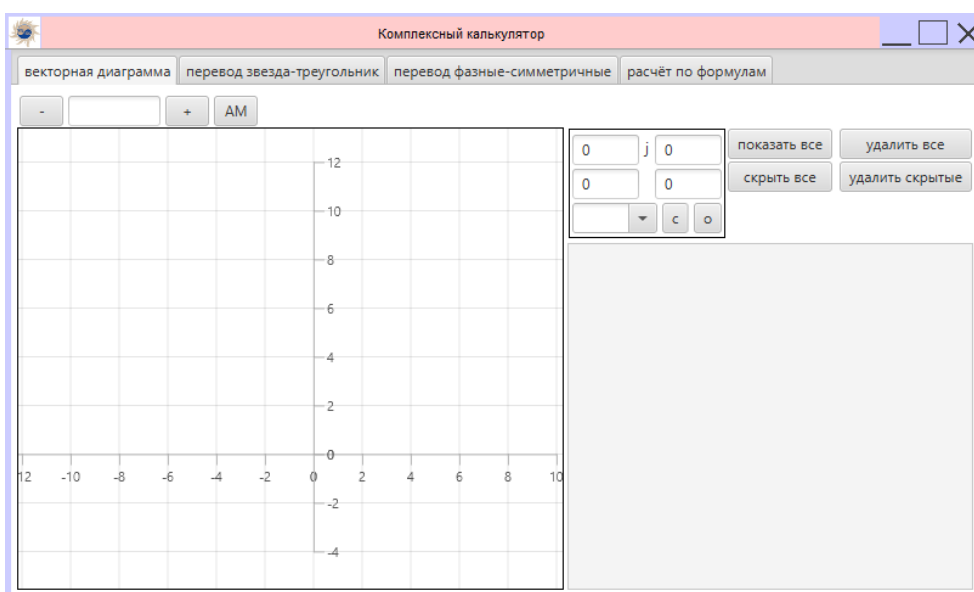 Комплексный калькулятор
векторная диаграмма перевод звезда-треугольник перевод фазные-симметричные расчёт по формулам
- + АМ
0 j 0 показать все удалить все
0 0 скрыть все удалить скрытые
с о
12
10
8
6
4
2
0
12 -10 -8 -6 -4 -2 0 2 4 6 8 10
-2
-4